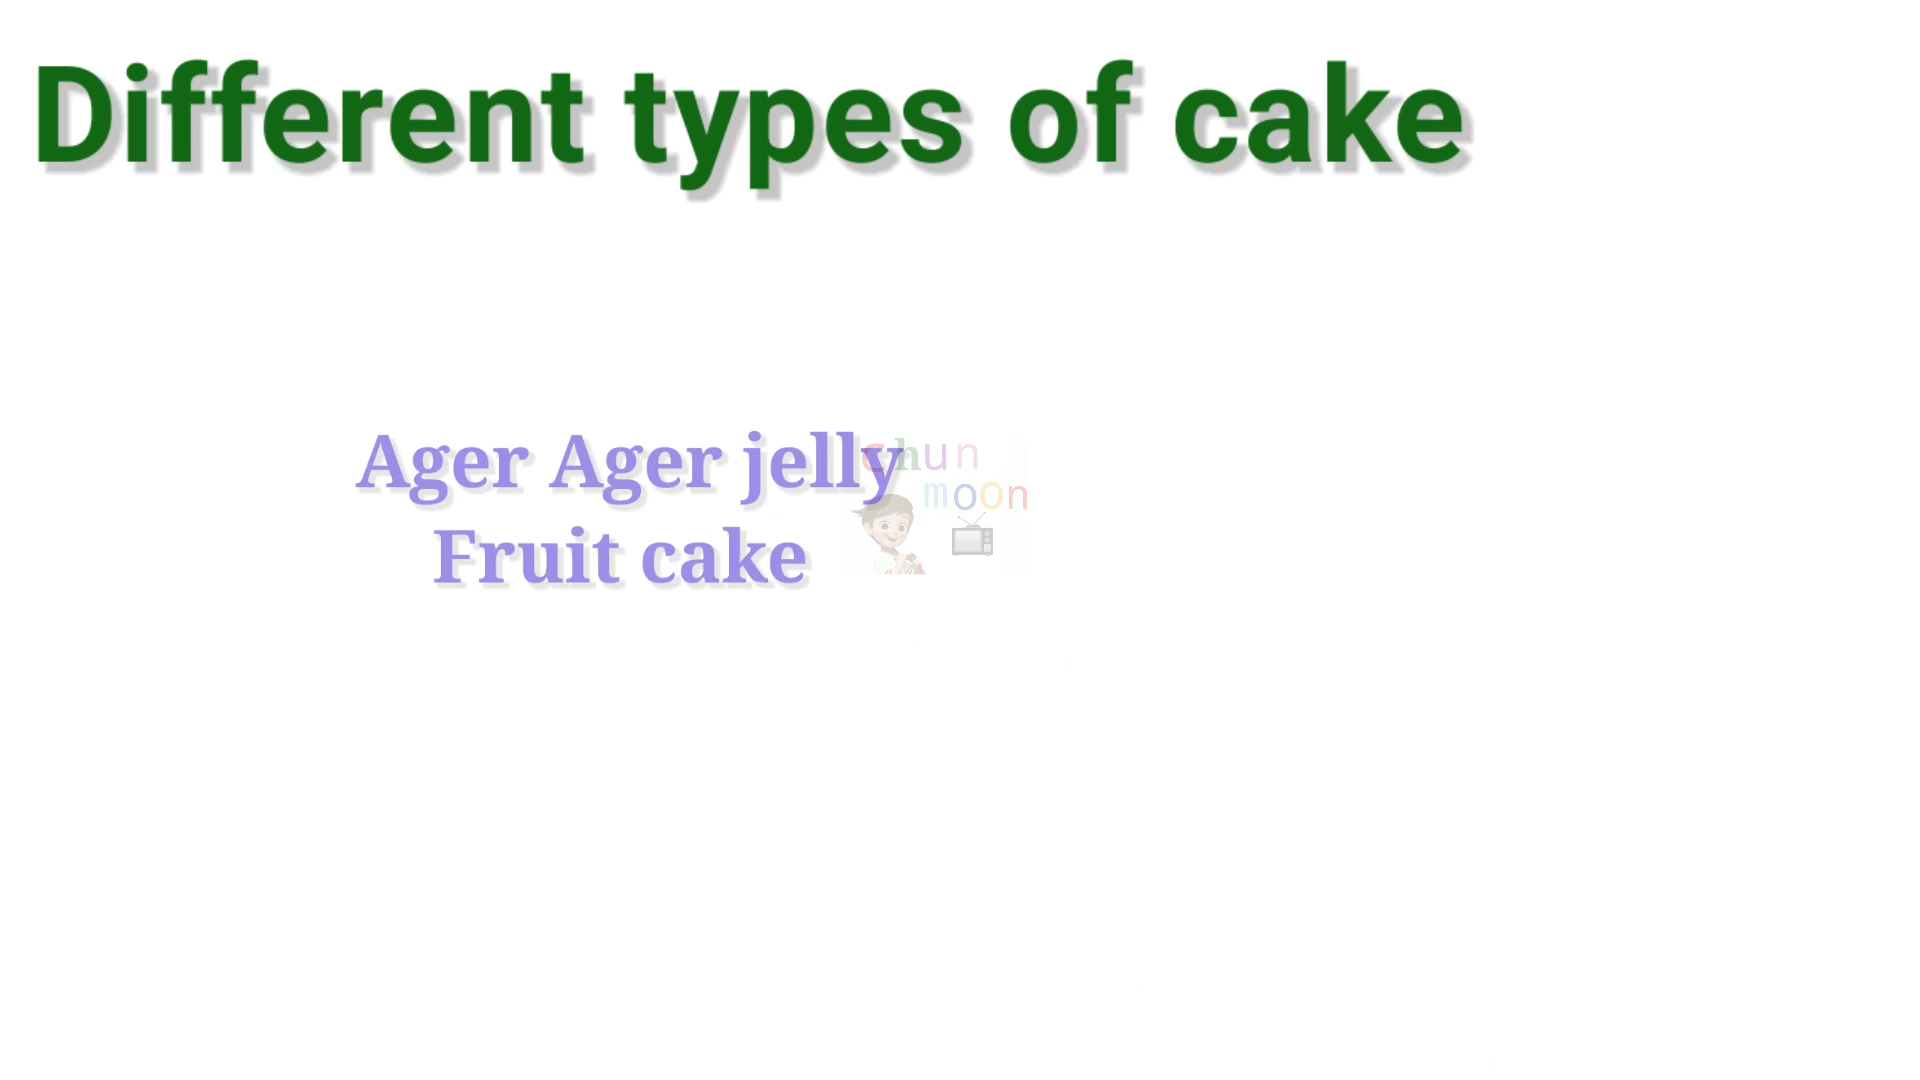 Different types of cake
Ager Ager jelly
Fruit cake
chun
moon